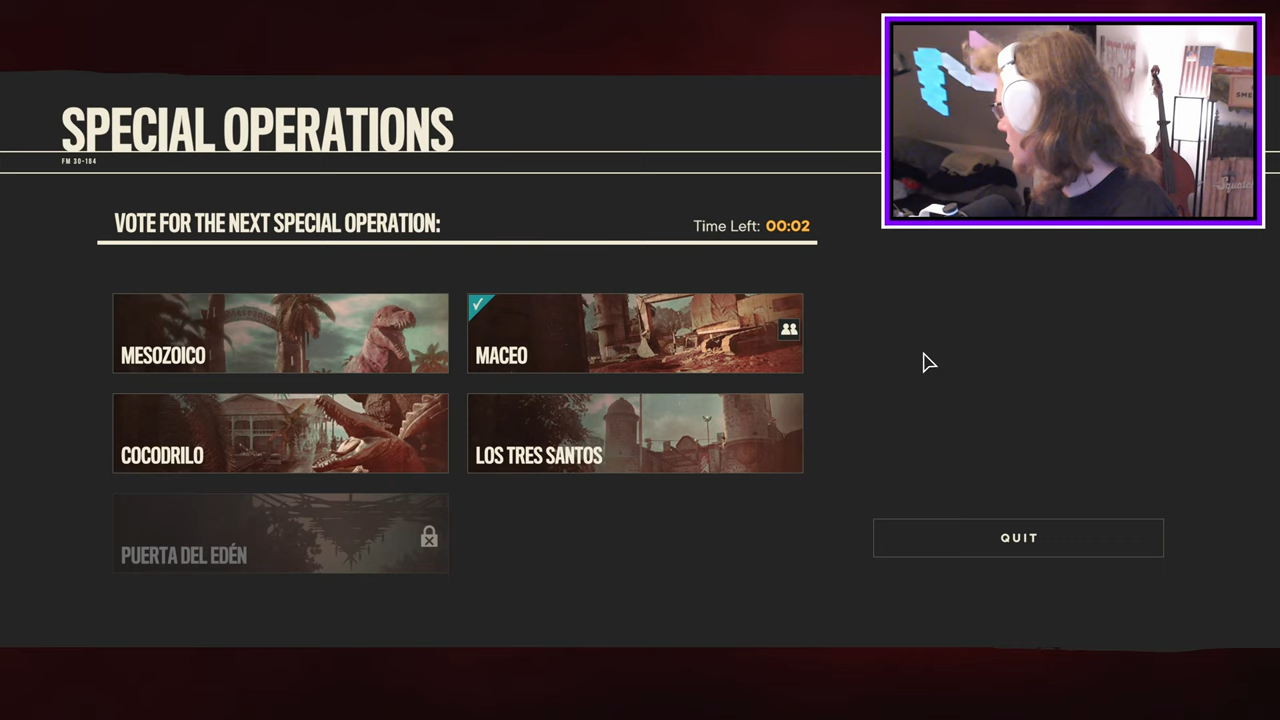 SPECIAL OPERATIONS
FM 30-184
VOTE FOR THE NEXT SPECIAL OPERATION:
Time Left: 00:02
MESOZOICO
MACEO
COCODRILO
LOS TRES SANTOS
PUERTA DEL EDÉN
QUIT